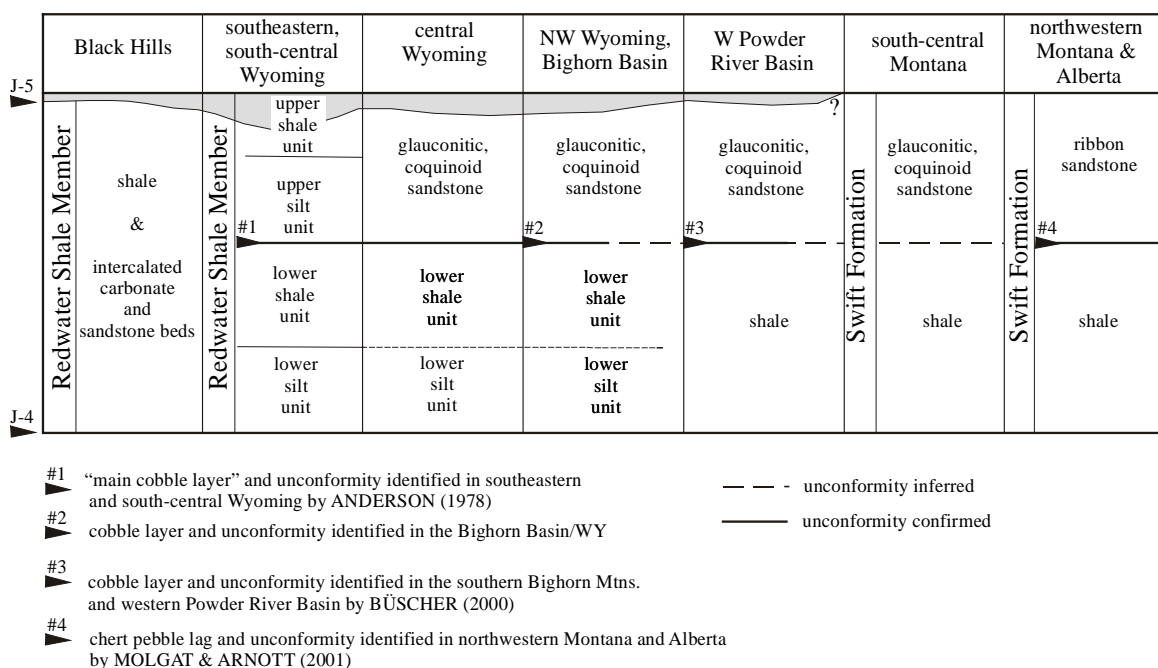 Black Hills
southeastern,
south-central
Wyoming
central
Wyoming
NW Wyoming,
Bighorn Basin
W Powder
River Basin
south-central
Montana
northwestern
Montana &
Alberta
J-5
Redwater Shale Member
shale
&
intercalated
carbonate
and
sandstone beds
Redwater Shale Member
upper
shale
unit
upper
silt
unit
#1
lower
shale
unit
lower
silt
unit
glauconitic,
coquinoid
sandstone
lower
shale
unit
lower
silt
unit
glauconitic,
coquinoid
sandstone
#2
lower
shale
unit
lower
silt
unit
?
glauconitic,
coquinoid
sandstone
#3
shale
Swift Formation
glauconitic,
coquinoid
sandstone
shale
Swift Formation
ribbon
sandstone
#4
shale
J-4
#1 “main cobble layer” and unconformity identified in southeastern
and south-central Wyoming by ANDERSON (1978)
#2 cobble layer and unconformity identified in the Bighorn Basin/WY
#3 cobble layer and unconformity identified in the southern Bighorn Mtns.
and western Powder River Basin by BÜSCHER (2000)
#4 chert pebble lag and unconformity identified in northwestern Montana and Alberta
by MOLGAT & ARNOTT (2001)
unconformity inferred
unconformity confirmed